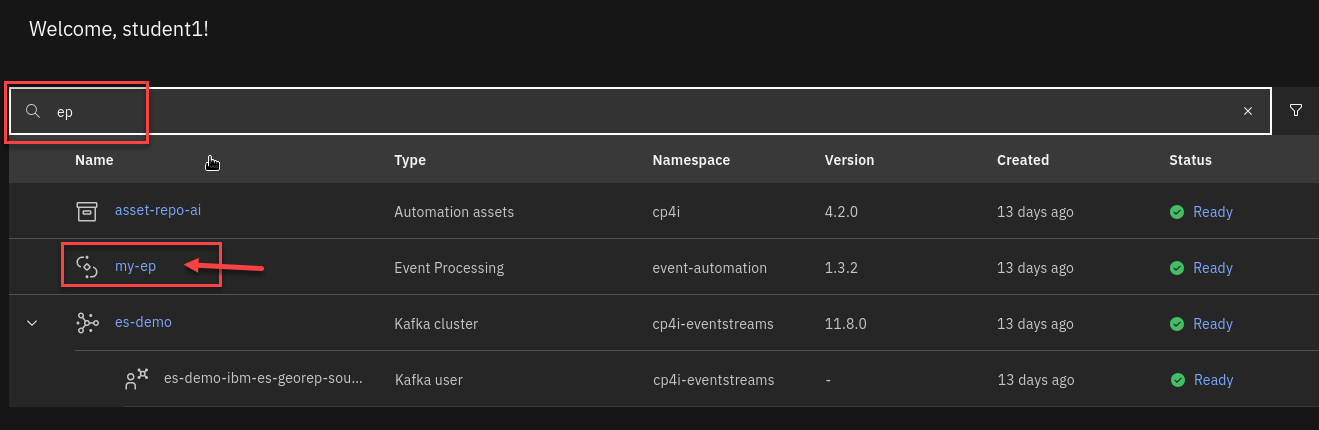 Welcome, student1!
ep
Name Type Namespace Version Created Status
asset-repo-ai Automation assets cp4i 4.2.0 13 days ago Ready
my-ep Event Processing event-automation 1.3.2 13 days ago Ready
es-demo Kafka cluster cp4i-eventstreams 11.8.0 13 days ago Ready
es-demo-ibm-es-georep-sou... Kafka user cp4i-eventstreams - 13 days ago Ready